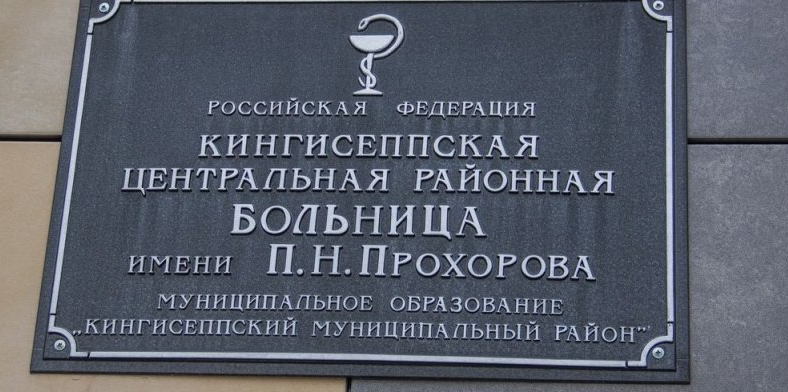 РОССИЙСКАЯ ФЕДЕРАЦИЯ
КИНГИСЕППСКАЯ
ЦЕНТРАЛЬНАЯ РАЙОННАЯ
БОЛЬНИЦА
ИМЕНИ П.Н.ПРОХОРОВА
МУНИЦИПАЛЬНОЕ ОБРАЗОВАНИЕ
„КИНГИСЕППСКИЙ МУНИЦИПАЛЬНЫЙ РАЙОН"